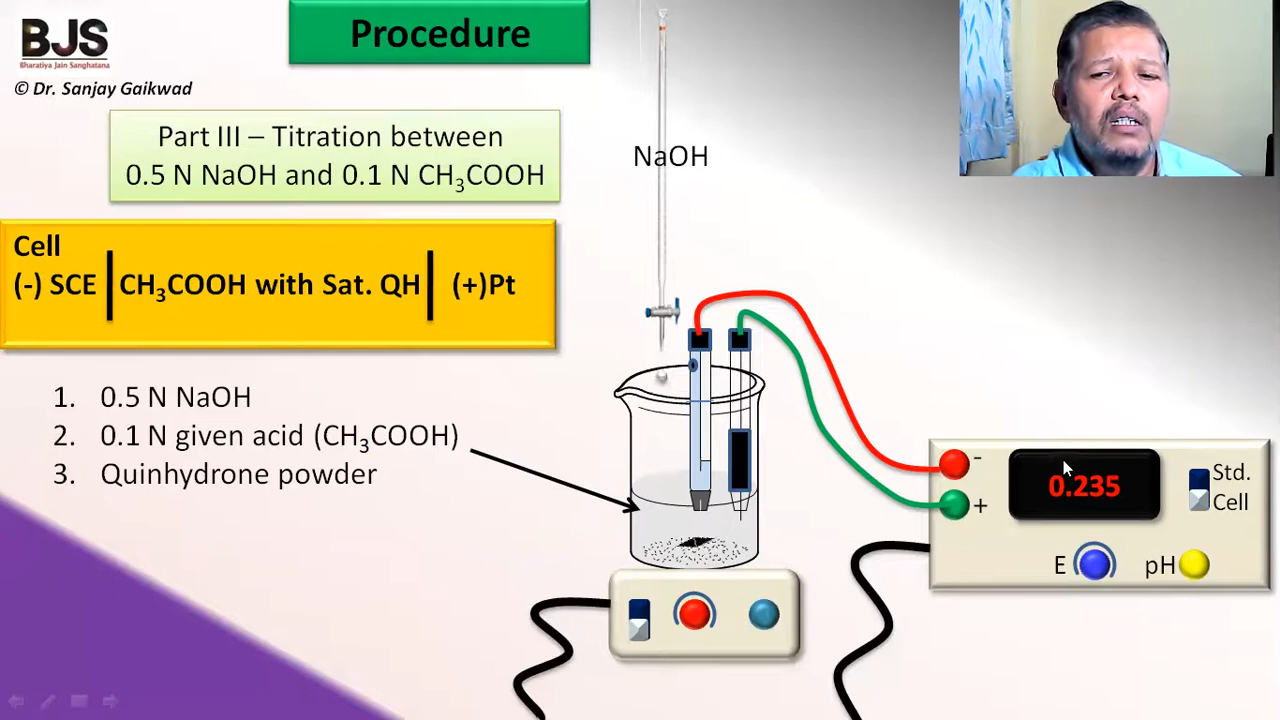 BJS
Bharatiya Jain Sanghatana
© Dr. Sanjay Gaikwad
Procedure
Part III – Titration between
0.5 N NaOH and 0.1 N CH₃COOH
Cell
(-) SCE | CH₃COOH with Sat. QH | (+)Pt
1. 0.5 N NaOH
2. 0.1 N given acid (CH₃COOH)
3. Quinhydrone powder
NaOH
-
+
0.235
Std.
Cell
E
pH